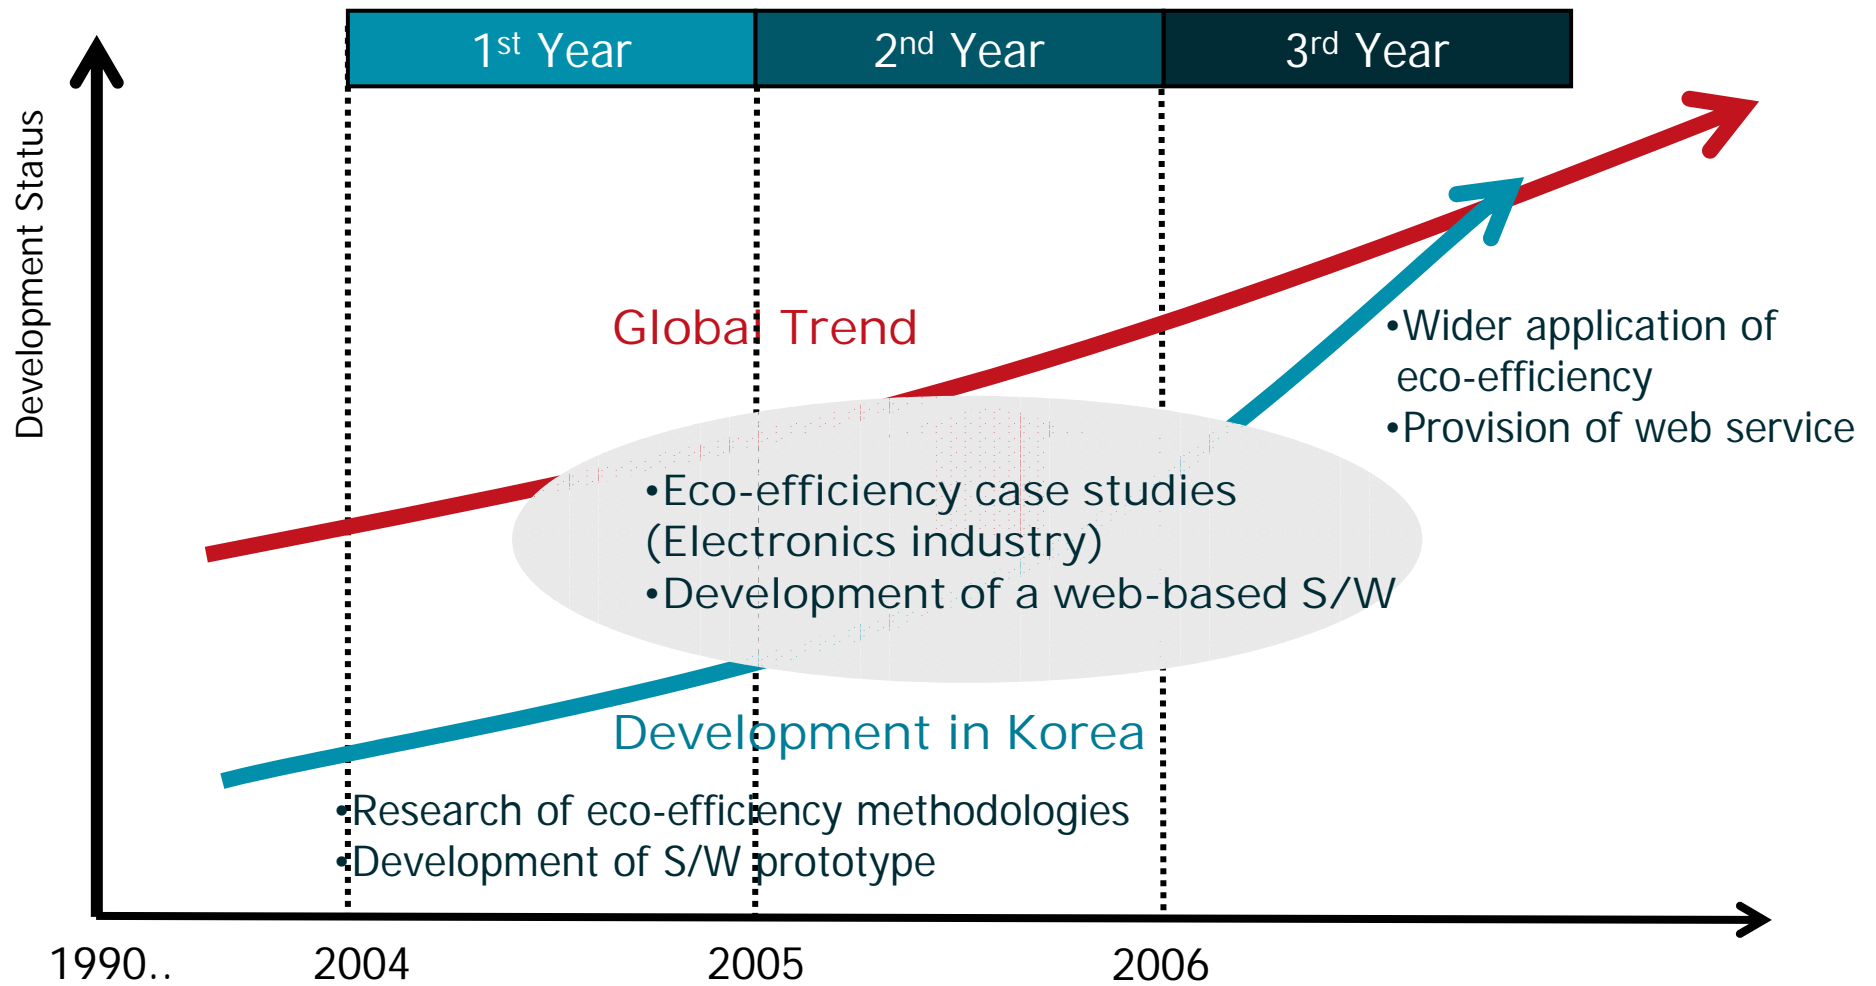 1st Year
2nd Year
3rd Year
Development Status
Global Trend
•Wider application of
eco-efficiency
•Provision of web service
•Eco-efficiency case studies
(Electronics industry)
•Development of a web-based S/W
Development in Korea
•Research of eco-efficiency methodologies
•Development of S/W prototype
1990..
2004
2005
2006